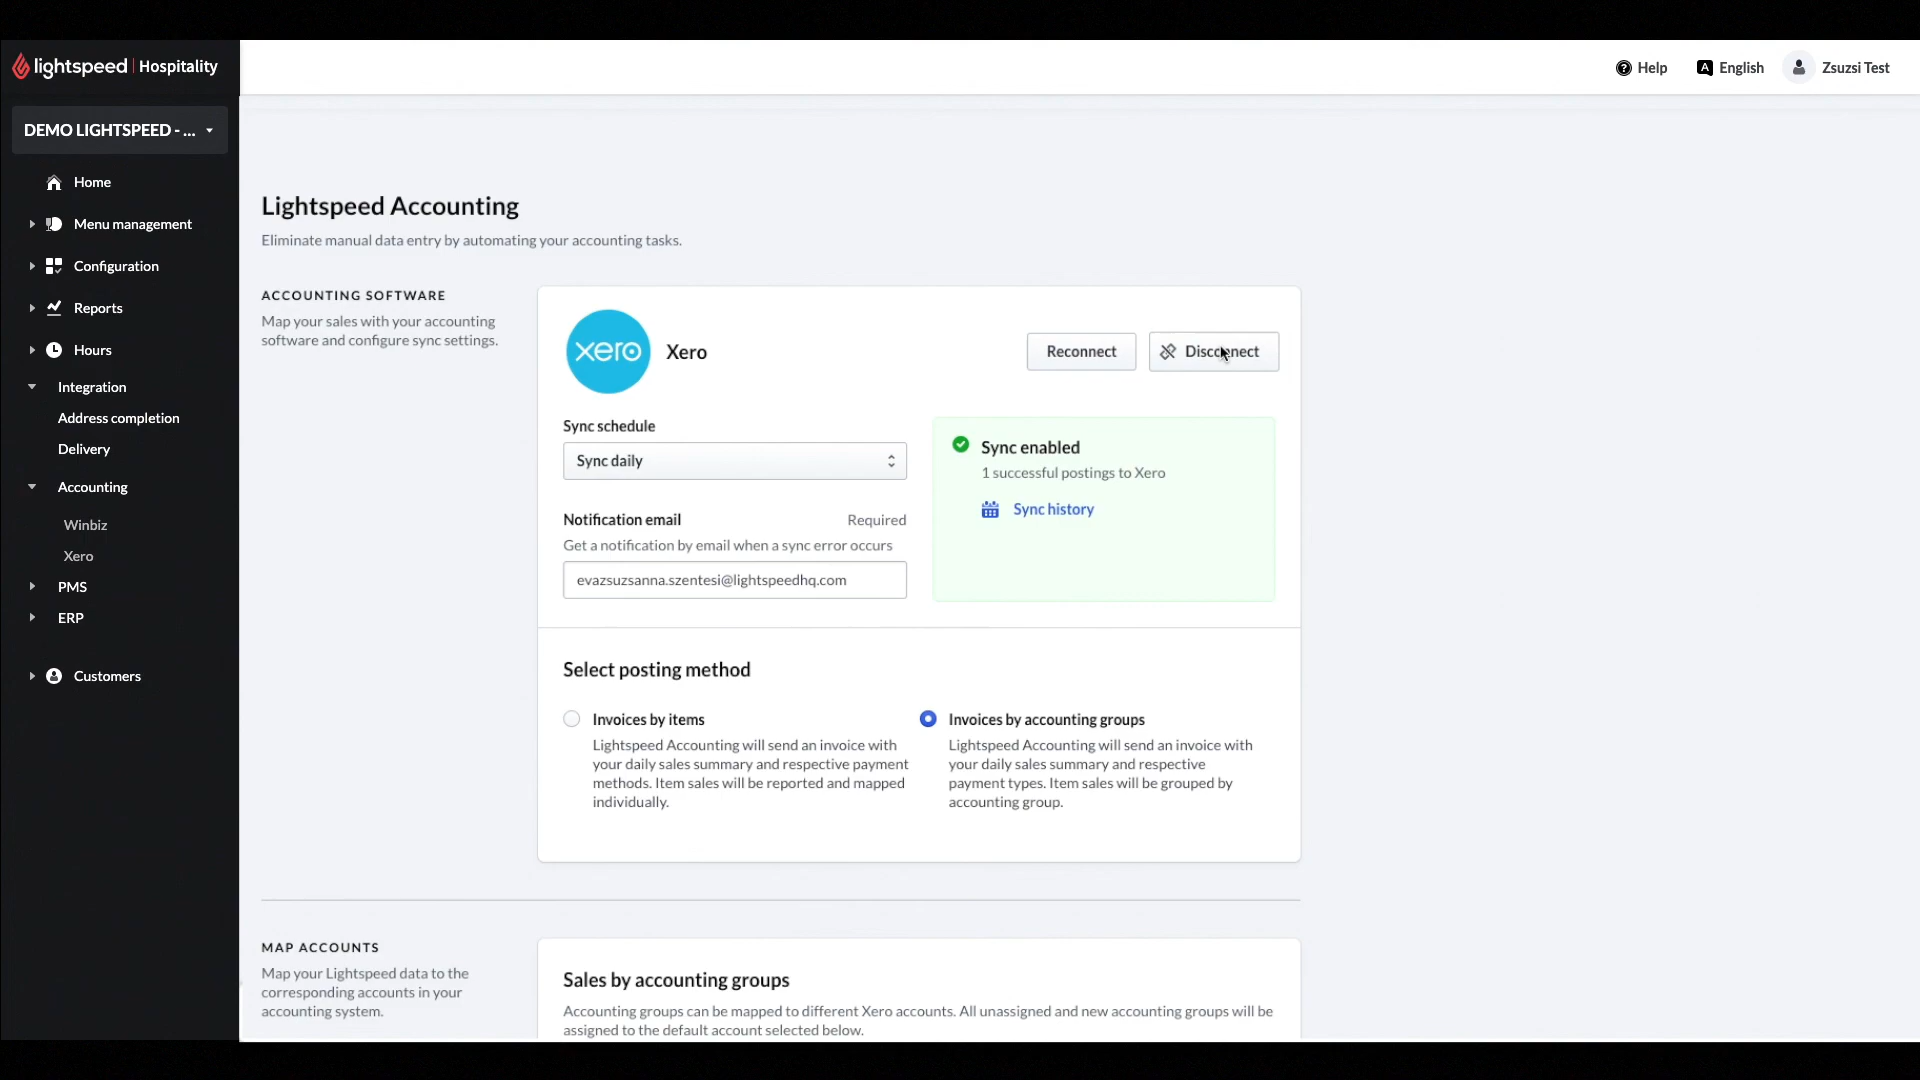 lightspeed | Hospitality
Help
English
Zsuzsi Test
DEMO LIGHTSPEED - ...
Home
Menu management
Configuration
Reports
Hours
Integration
Address completion
Delivery
Accounting
Winbiz
Xero
PMS
ERP
Customers
Lightspeed Accounting
Eliminate manual data entry by automating your accounting tasks.
ACCOUNTING SOFTWARE
Map your sales with your accounting
software and configure sync settings.
xero
Xero
Reconnect
Disconnect
Sync schedule
Sync daily
Notification email
Required
Get a notification by email when a sync error occurs
evazsuzsanna.szentesi@lightspeedhq.com
Sync enabled
1 successful postings to Xero
Sync history
Select posting method
Invoices by items
Lightspeed Accounting will send an invoice with
your daily sales summary and respective payment
methods. Item sales will be reported and mapped
individually.
Invoices by accounting groups
Lightspeed Accounting will send an invoice with
your daily sales summary and respective
payment types. Item sales will be grouped by
accounting group.
MAP ACCOUNTS
Map your Lightspeed data to the
corresponding accounts in your
accounting system.
Sales by accounting groups
Accounting groups can be mapped to different Xero accounts. All unassigned and new accounting groups will be
assigned to the default account selected below.